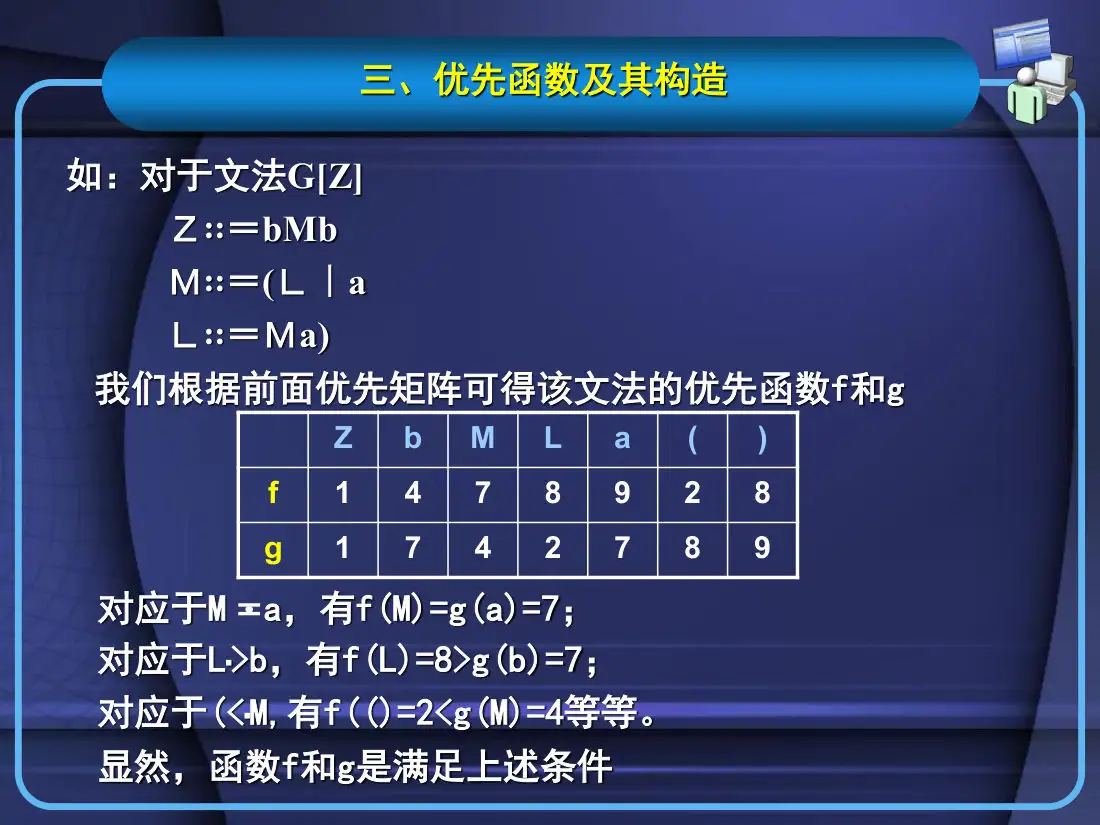 三、优先函数及其构造
如：对于文法G[Z]
Ｚ∷＝bMb
Ｍ∷＝(Ｌ｜a
Ｌ∷＝Ｍa)
我们根据前面优先矩阵可得该文法的优先函数f和g
Z b M L a ( )
f 1 4 7 8 9 2 8
g 1 7 4 2 7 8 9
对应于M ≖a，有f(M)=g(a)=7；
对应于L·>b，有f(L)=8>g(b)=7；
对应于(<·M,有f(()=2<g(M)=4等等。
显然，函数f和g是满足上述条件